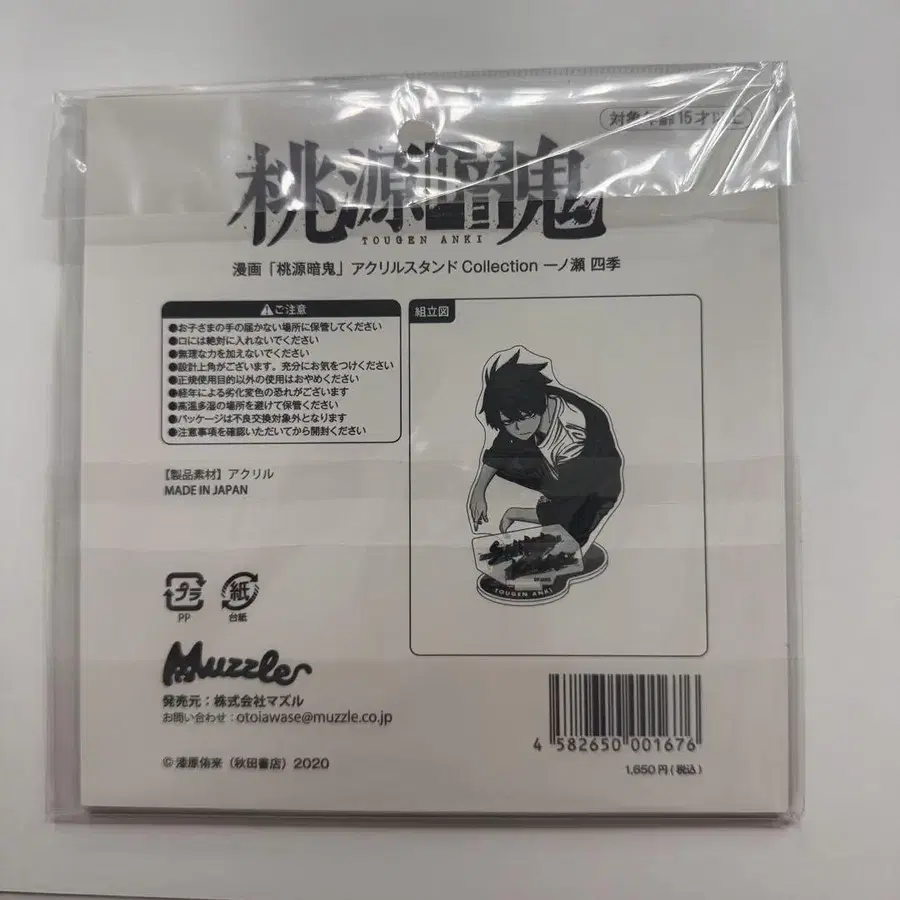 対象年齢15才以上
桃源暗鬼
TOUGEN ANKI
漫画「桃源暗鬼」アクリルスタンド Collection 一ノ瀬 四季
⚠ご注意
●お子さまの手の届かない場所に保管してください
●口には絶対に入れないでください
●無理な力を加えないでください
●設計上角がございます。充分にお気をつけください
●正規使用目的以外の使用はおやめください
●経年による劣化変色の恐れがございます
●高温多湿の場所を避けて保管ください
●パッケージは不良交換対象外となります
●注意事項を確認いただいてから開封ください
組立図
TOUGEN ANKI
【製品素材】アクリル
MADE IN JAPAN
プラ
PP
紙
台紙
Muzzle
発売元:株式会社マズル
お問い合わせ:otoiawase@muzzle.co.jp
©漆原侑来(秋田書店)2020
4 582650 001676
1,650円(税込)